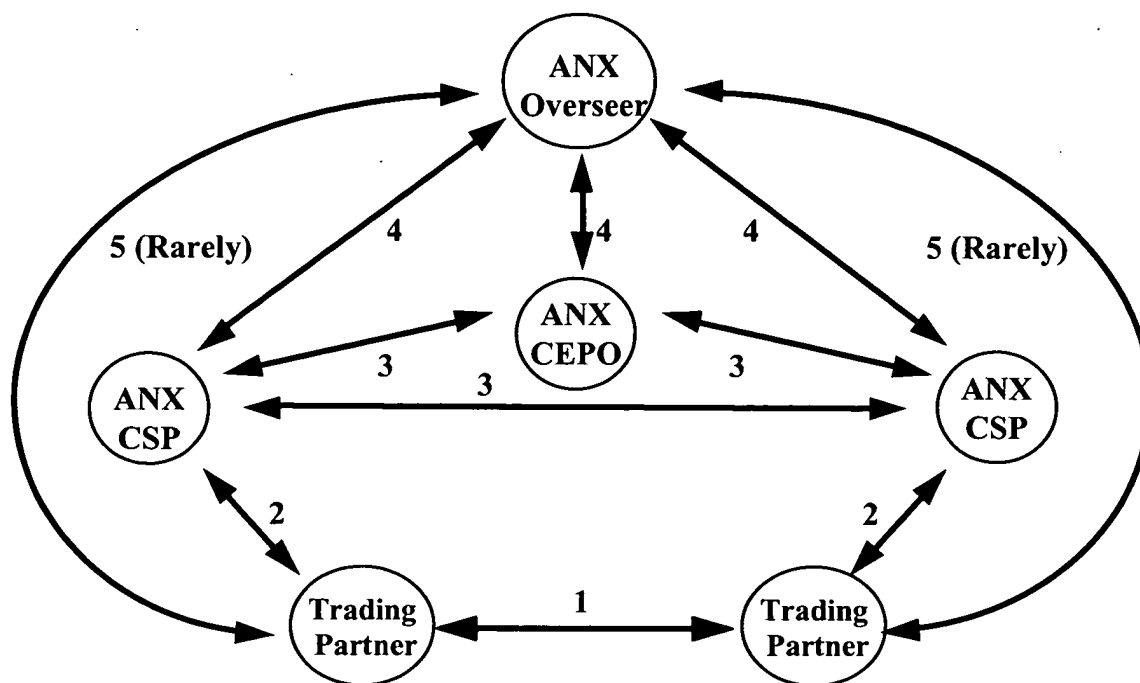 ANX
Overseer
5 (Rarely)
4
4
4
5 (Rarely)
ANX
CEPO
3
3
3
ANX
CSP
ANX
CSP
2
2
1
Trading
Partner
Trading
Partner